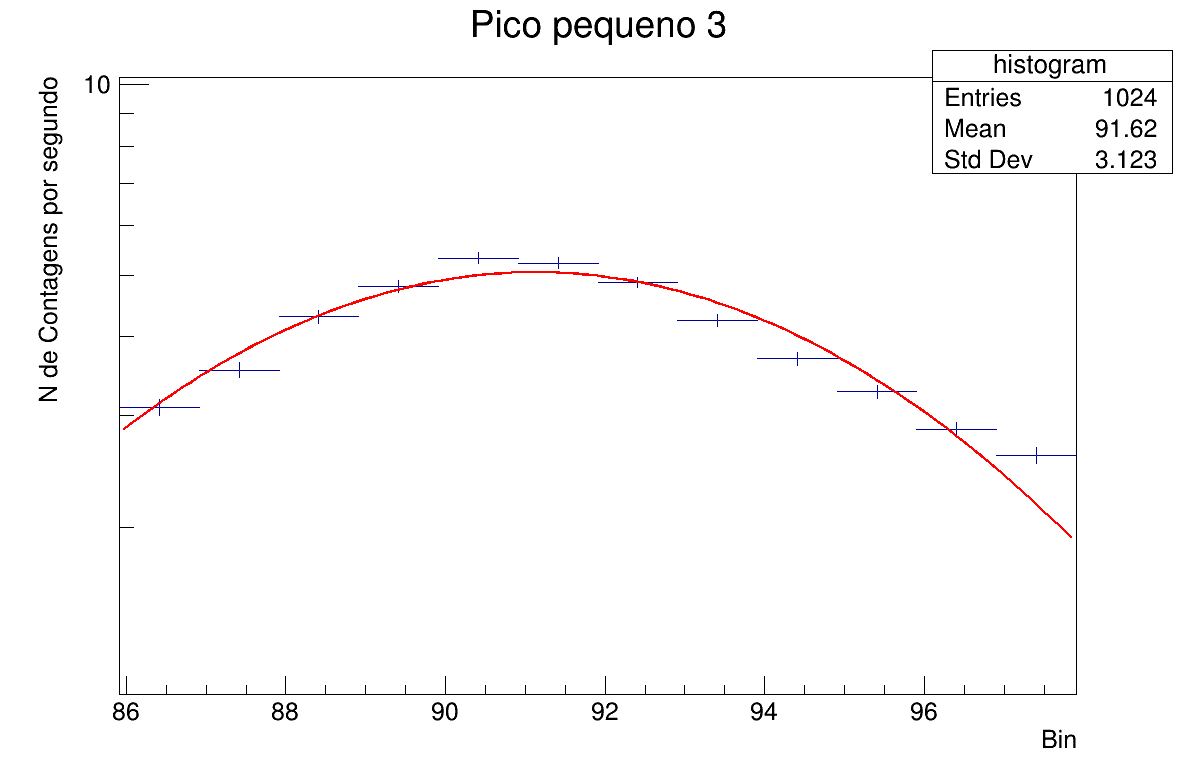 Pico pequeno 3
histogram
Entries 1024
Mean 91.62
Std Dev 3.123
10
N de Contagens por segundo
86 88 90 92 94 96
Bin